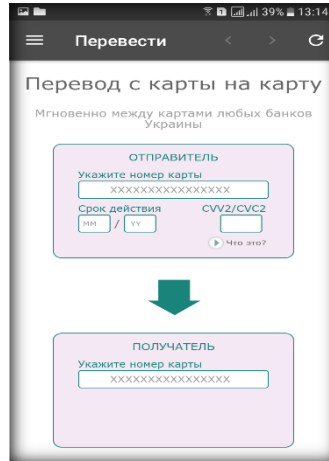 1 39% 13:14
Перевести
Перевод с карты на карту
Мгновенно между картами любых банков
Украины
ОТПРАВИТЕЛЬ
Укажите номер карты
XXXXXXXXXXXXXXXX
Срок действия CVV2/CVC2
MM / YY
Что это?
ПОЛУЧАТЕЛЬ
Укажите номер карты
XXXXXXXXXXXXXXXX